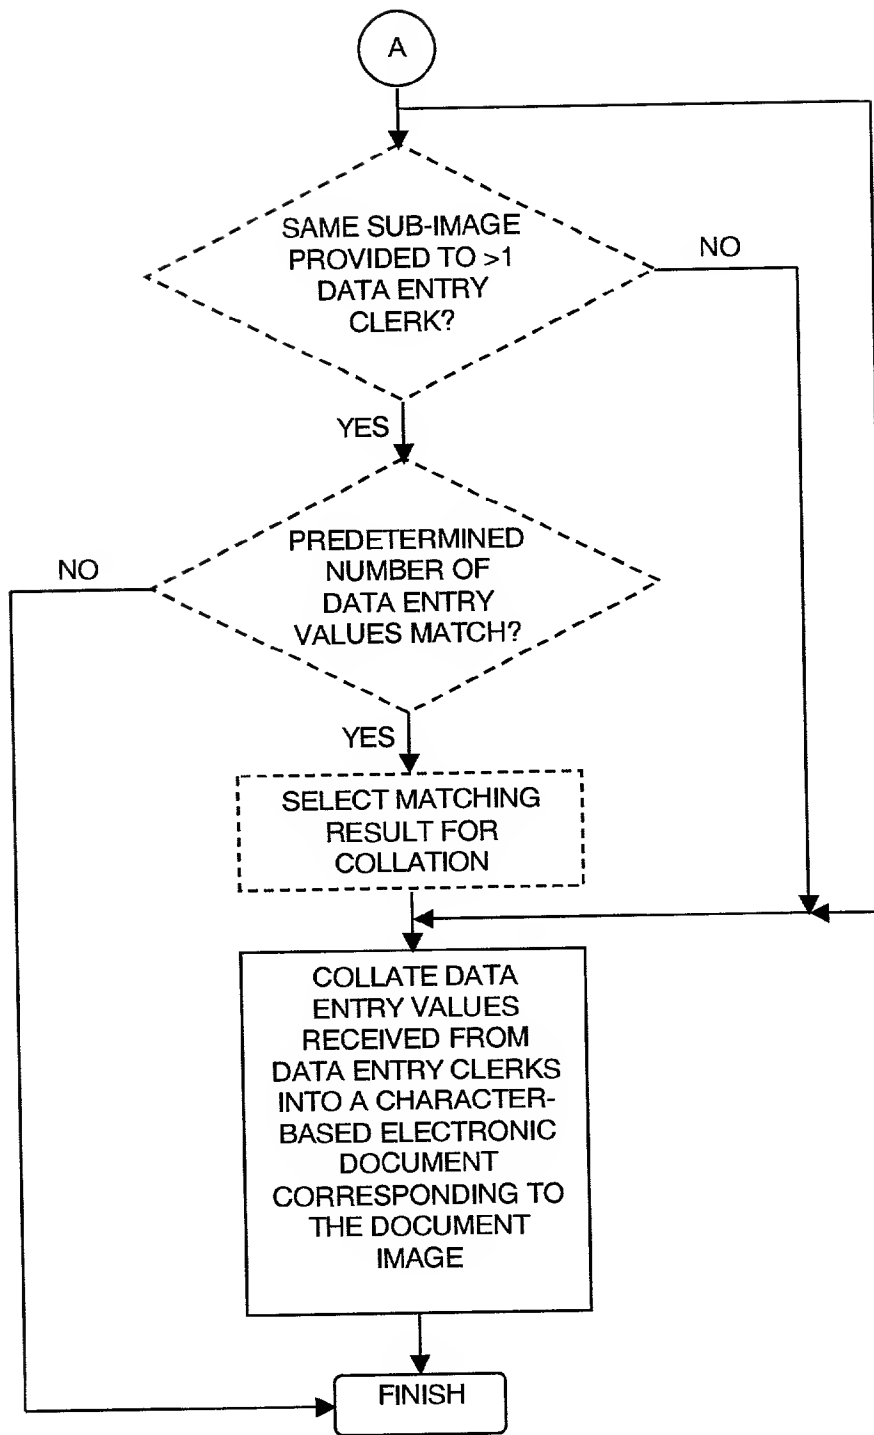 A
SAME SUB-IMAGE
PROVIDED TO >1
DATA ENTRY
CLERK?
NO
YES
PREDETERMINED
NUMBER OF
DATA ENTRY
VALUES MATCH?
NO
YES
SELECT MATCHING
RESULT FOR
COLLATION
COLLATE DATA
ENTRY VALUES
RECEIVED FROM
DATA ENTRY CLERKS
INTO A CHARACTER-
BASED ELECTRONIC
DOCUMENT
CORRESPONDING TO
THE DOCUMENT
IMAGE
FINISH